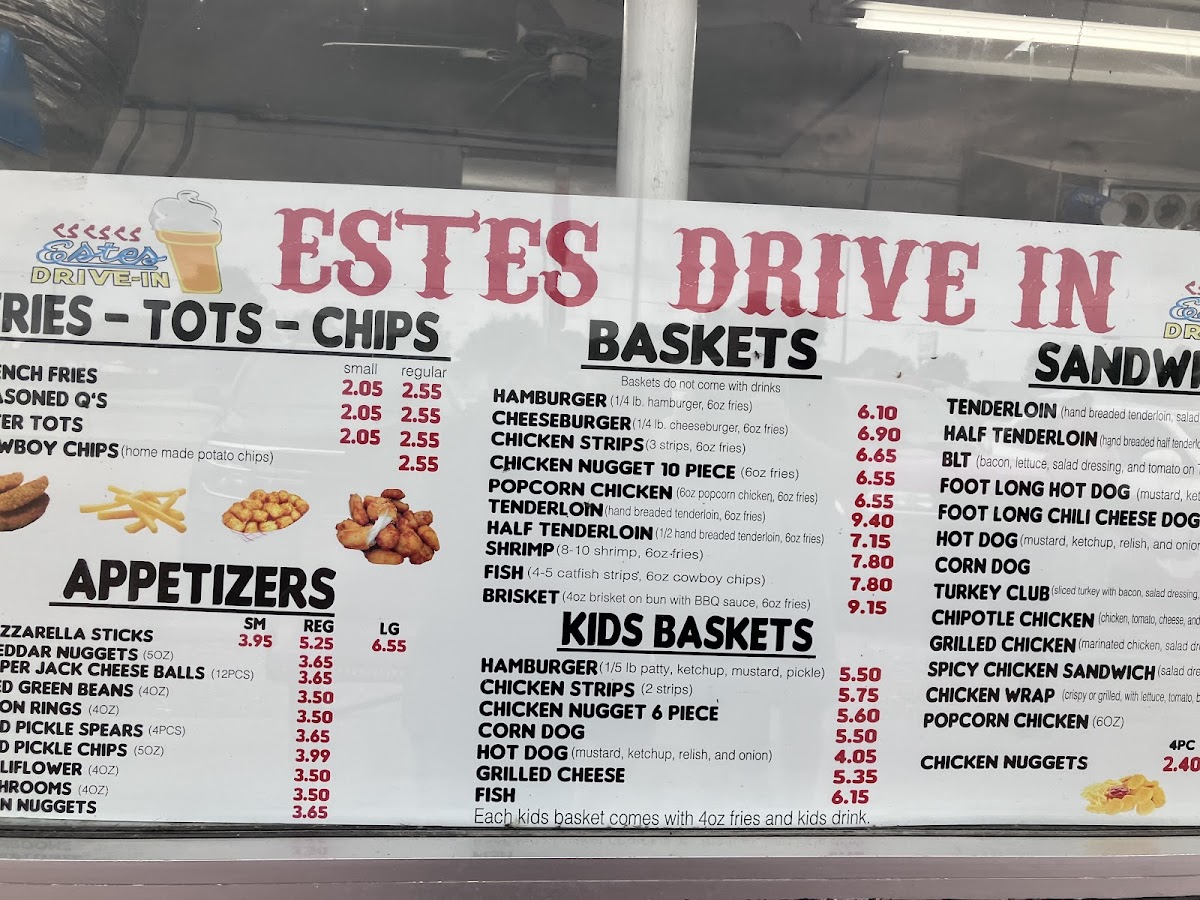 Estes
DRIVE-IN
ESTES DRIVE IN
RIES - TOTS - CHIPS
small regular
ENCH FRIES 2.05 2.55
ASONED Q'S 2.05 2.55
TER TOTS 2.05 2.55
WBOY CHIPS (home made potato chips) 2.55
APPETIZERS
SM REG LG
ZZARELLA STICKS 3.95 5.25 6.55
EDDAR NUGGETS (5OZ) 3.65
PER JACK CHEESE BALLS (12PCS) 3.65
ED GREEN BEANS (4OZ) 3.50
ON RINGS (4OZ) 3.50
D PICKLE SPEARS (4PCS) 3.65
D PICKLE CHIPS (5OZ) 3.99
LIFLOWER (4OZ) 3.50
HROOMS (4OZ) 3.50
N NUGGETS 3.65
BASKETS
Baskets do not come with drinks
HAMBURGER (1/4 lb. hamburger, 6oz fries) 6.10
CHEESEBURGER (1/4 lb. cheeseburger, 6oz fries) 6.90
CHICKEN STRIPS (3 strips, 6oz fries) 6.65
CHICKEN NUGGET 10 PIECE (6oz fries) 6.55
POPCORN CHICKEN (6oz popcorn chicken, 6oz fries) 6.55
TENDERLOIN (hand breaded tenderloin, 6oz fries) 9.40
HALF TENDERLOIN (1/2 hand breaded tenderloin, 6oz fries) 7.15
SHRIMP (8-10 shrimp, 6oz fries) 7.80
FISH (4-5 catfish strips, 6oz cowboy chips) 7.80
BRISKET (4oz brisket on bun with BBQ sauce, 6oz fries) 9.15
KIDS BASKETS
HAMBURGER (1/5 lb patty, ketchup, mustard, pickle) 5.50
CHICKEN STRIPS (2 strips) 5.75
CHICKEN NUGGET 6 PIECE 5.60
CORN DOG 5.50
HOT DOG (mustard, ketchup, relish, and onion) 4.05
GRILLED CHEESE 5.35
FISH 6.15
Each kids basket comes with 4oz fries and kids drink.
DR
SANDWI
TENDERLOIN (hand breaded tenderloin, salad
HALF TENDERLOIN (hand breaded half tenderlo
BLT (bacon, lettuce, salad dressing, and tomato on
FOOT LONG HOT DOG (mustard, ket
FOOT LONG CHILI CHEESE DOG
HOT DOG (mustard, ketchup, relish, and onion
CORN DOG
TURKEY CLUB (sliced turkey with bacon, salad dressing,
CHIPOTLE CHICKEN (chicken, tomato, cheese, and
GRILLED CHICKEN (marinated chicken, salad dre
SPICY CHICKEN SANDWICH (salad dre
CHICKEN WRAP (crispy or grilled, with lettuce, tomato,
POPCORN CHICKEN (6OZ)
4PC
CHICKEN NUGGETS 2.40